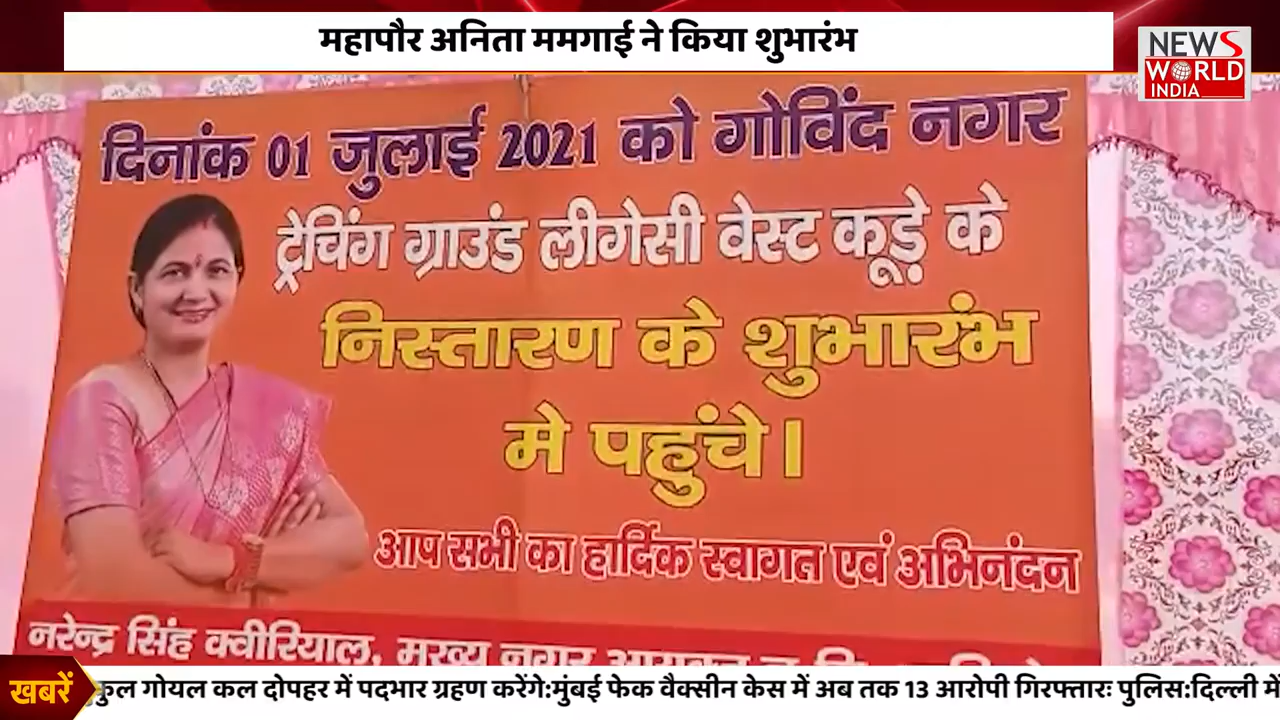 महापौर अनिता ममगाई ने किया शुभारंभ
NEWS
WORLD
INDIA
दिनांक 01 जुलाई 2021 को गोविंद नगर
ट्रेचिंग ग्राउंड लीगेसी वेस्ट कूड़े के
निस्तारण के शुभारंभ
मे पहुंचे।
आप सभी का हार्दिक स्वागत एवं अभिनंदन
नरेन्द्र सिंह क्वीरियाल, मुख्य नगर
खबरें
कुल गोयल कल दोपहर में पदभार ग्रहण करेंगे:मुंबई फेक वैक्सीन केस में अब तक 13 आरोपी गिरफ्तारः पुलिस:दिल्ली में